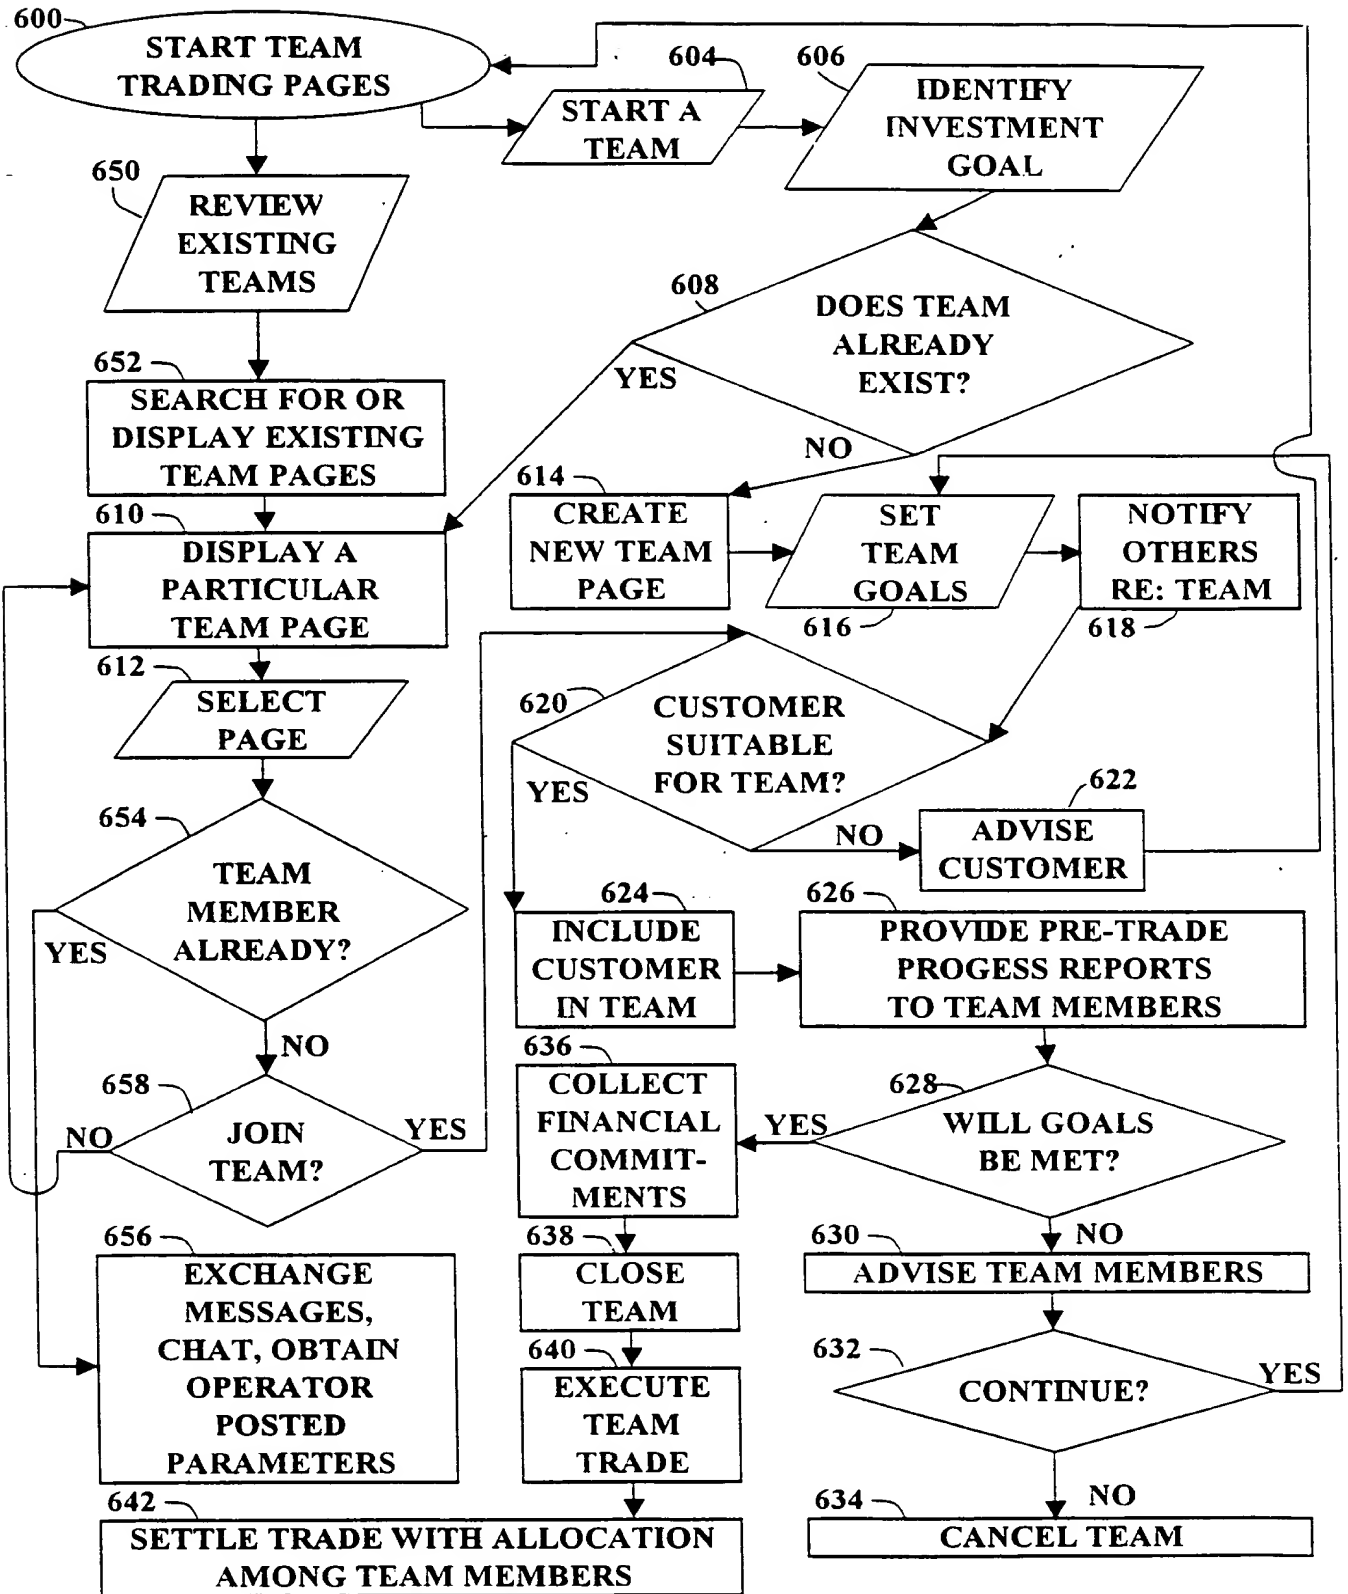 600
START TEAM
TRADING PAGES
604
START A
TEAM
606
IDENTIFY
INVESTMENT
GOAL
650
REVIEW
EXISTING
TEAMS
608
DOES TEAM
ALREADY
EXIST?
YES
NO
652
SEARCH FOR OR
DISPLAY EXISTING
TEAM PAGES
610
DISPLAY A
PARTICULAR
TEAM PAGE
614
CREATE
NEW TEAM
PAGE
SET
TEAM
GOALS
616
NOTIFY
OTHERS
RE: TEAM
618
612
SELECT
PAGE
620
CUSTOMER
SUITABLE
FOR TEAM?
YES
NO
622
ADVISE
CUSTOMER
654
TEAM
MEMBER
ALREADY?
YES
NO
624
INCLUDE
CUSTOMER
IN TEAM
626
PROVIDE PRE-TRADE
PROGESS REPORTS
TO TEAM MEMBERS
658
JOIN
TEAM?
NO
YES
636
COLLECT
FINANCIAL
COMMIT-
MENTS
YES
628
WILL GOALS
BE MET?
NO
656
EXCHANGE
MESSAGES,
CHAT, OBTAIN
OPERATOR
POSTED
PARAMETERS
638
CLOSE
TEAM
630
ADVISE TEAM MEMBERS
640
EXECUTE
TEAM
TRADE
632
CONTINUE?
YES
NO
642
SETTLE TRADE WITH ALLOCATION
AMONG TEAM MEMBERS
634
CANCEL TEAM